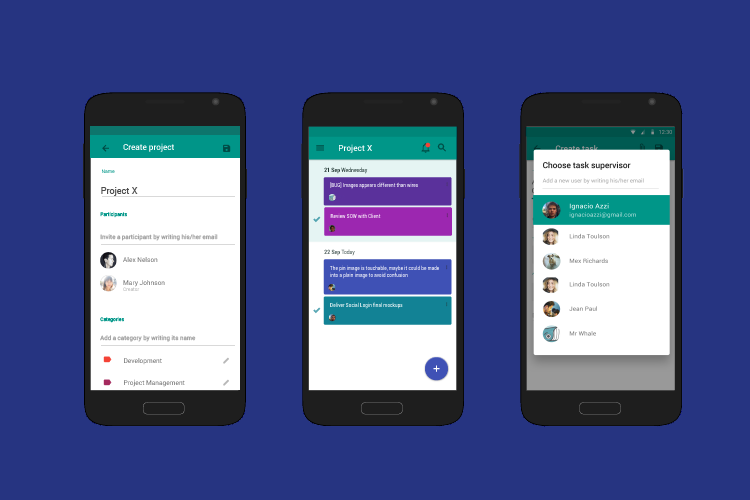 Create project
Name
Project X
Participants
Invite a participant by writing his/her email
Alex Nelson
Mary Johnson
Creator
Categories
Add a category by writing its name
Development
Project Management
Project X
21 Sep Wednesday
[BUG] Images appears different than wires
Review SOW with Client
22 Sep Today
The pin image is touchable, maybe it could be made
into a plain image to avoid confusion
Deliver Social Login final mockups
+
12:30
Create task
Choose task supervisor
Add a new user by writing his/her email
Ignacio Azzi
ignacioazzi@gmail.com
Linda Toulson
Mex Richards
Linda Toulson
Jean Paul
Mr Whale